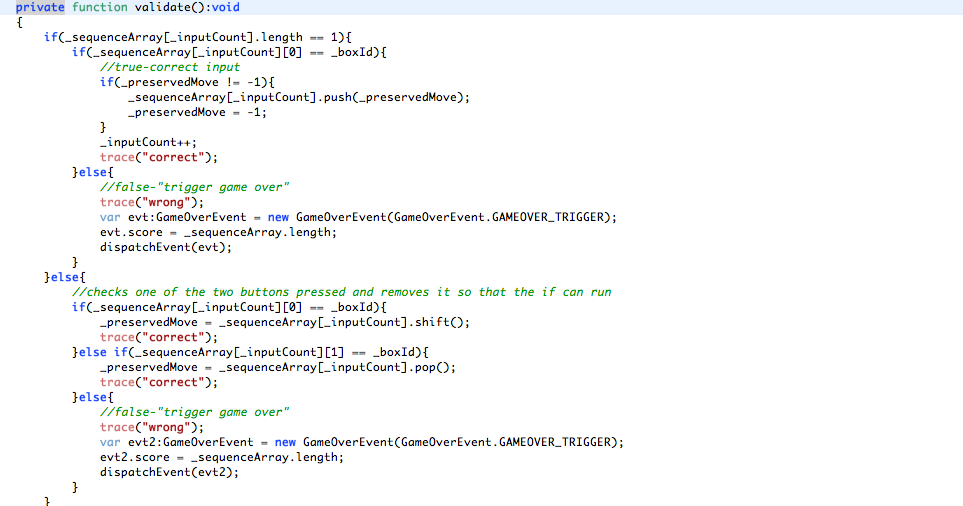 private function validate():void
{
    if(_sequenceArray[_inputCount].length == 1){
        if(_sequenceArray[_inputCount][0] == _boxId){
            //true-correct input
            if(_preservedMove != -1){
                _sequenceArray[_inputCount].push(_preservedMove);
                _preservedMove = -1;
            }
            _inputCount++;
            trace("correct");
        }else{
            //false-"trigger game over"
            trace("wrong");
            var evt:GameOverEvent = new GameOverEvent(GameOverEvent.GAMEOVER_TRIGGER);
            evt.score = _sequenceArray.length;
            dispatchEvent(evt);
        }
    }else{
        //checks one of the two buttons pressed and removes it so that the if can run
        if(_sequenceArray[_inputCount][0] == _boxId){
            _preservedMove = _sequenceArray[_inputCount].shift();
            trace("correct");
        }else if(_sequenceArray[_inputCount][1] == _boxId){
            _preservedMove = _sequenceArray[_inputCount].pop();
            trace("correct");
        }else{
            //false-"trigger game over"
            trace("wrong");
            var evt2:GameOverEvent = new GameOverEvent(GameOverEvent.GAMEOVER_TRIGGER);
            evt2.score = _sequenceArray.length;
            dispatchEvent(evt2);
        }
    }